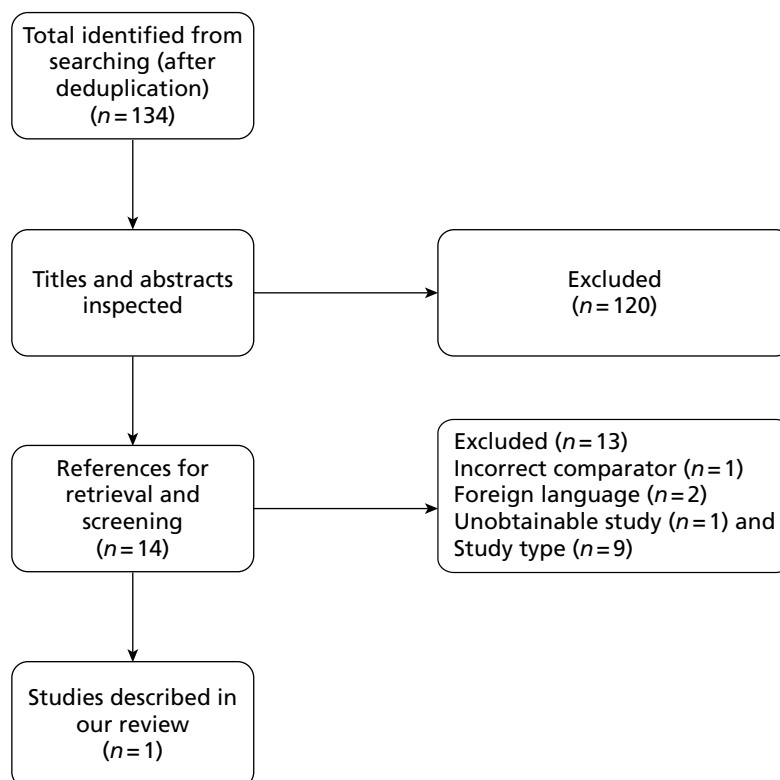 Total identified from
searching (after
deduplication)
(n = 134)
Titles and abstracts
inspected
Excluded
(n = 120)
References for
retrieval and
screening
(n = 14)
Excluded (n = 13)
Incorrect comparator (n = 1)
Foreign language (n = 2)
Unobtainable study (n = 1) and
Study type (n = 9)
Studies described in
our review
(n = 1)